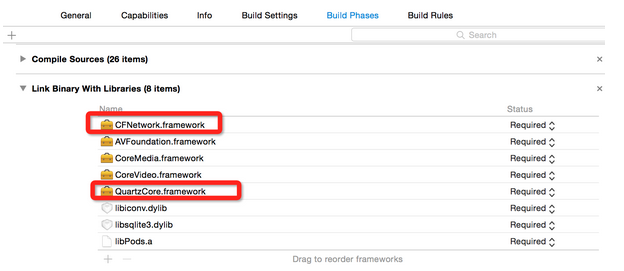 General Capabilities Info Build Settings Build Phases Build Rules
+ Search
Compile Sources (26 items)
Link Binary With Libraries (8 items)
Name Status
CFNetwork.framework Required
AVFoundation.framework Required
CoreMedia.framework Required
CoreVideo.framework Required
QuartzCore.framework Required
libiconv.dylib Required
libsqlite3.dylib Required
libPods.a Required
+ − Drag to reorder frameworks